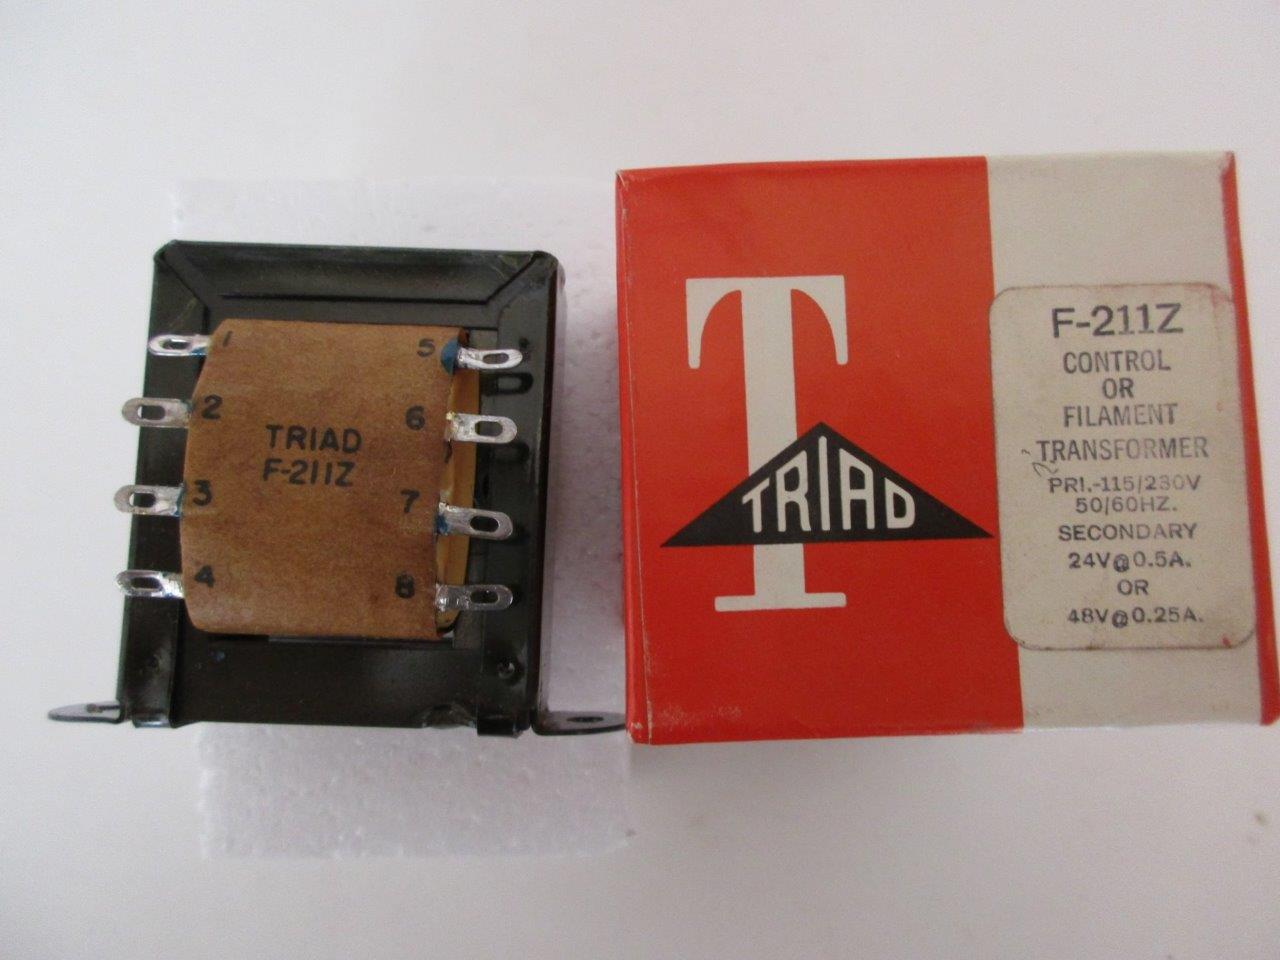 1
5
2
6
TRIAD
F-211Z
3
7
4
8
T
TRIAD
F-211Z
CONTROL
OR
FILAMENT
TRANSFORMER
PRI.-115/230V
50/60HZ.
SECONDARY
24V@0.5A.
OR
48V@0.25A.